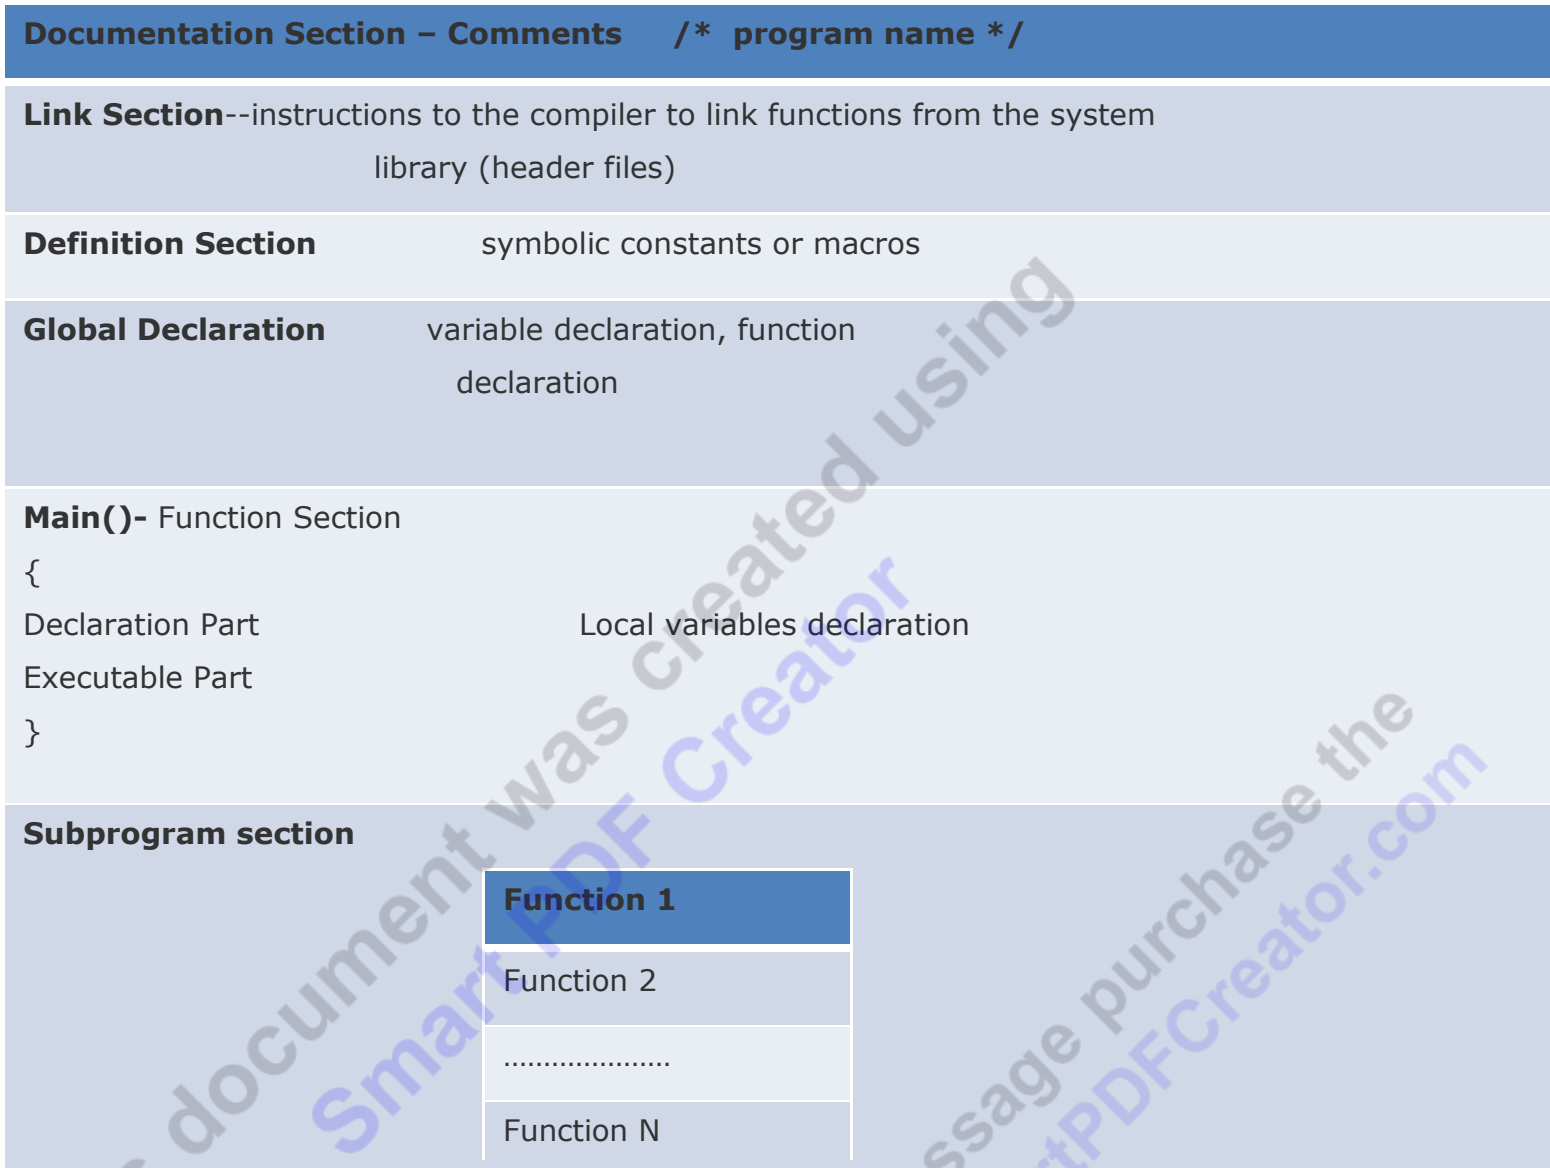 Documentation Section – Comments /* program name */
Link Section--instructions to the compiler to link functions from the system
library (header files)
Definition Section symbolic constants or macros
Global Declaration variable declaration, function
declaration
Main()- Function Section
{
Declaration Part Local variables declaration
Executable Part
}
Subprogram section
Function 1
Function 2
.....................
Function N
document was created using
Smart PDF Creator
purchase the